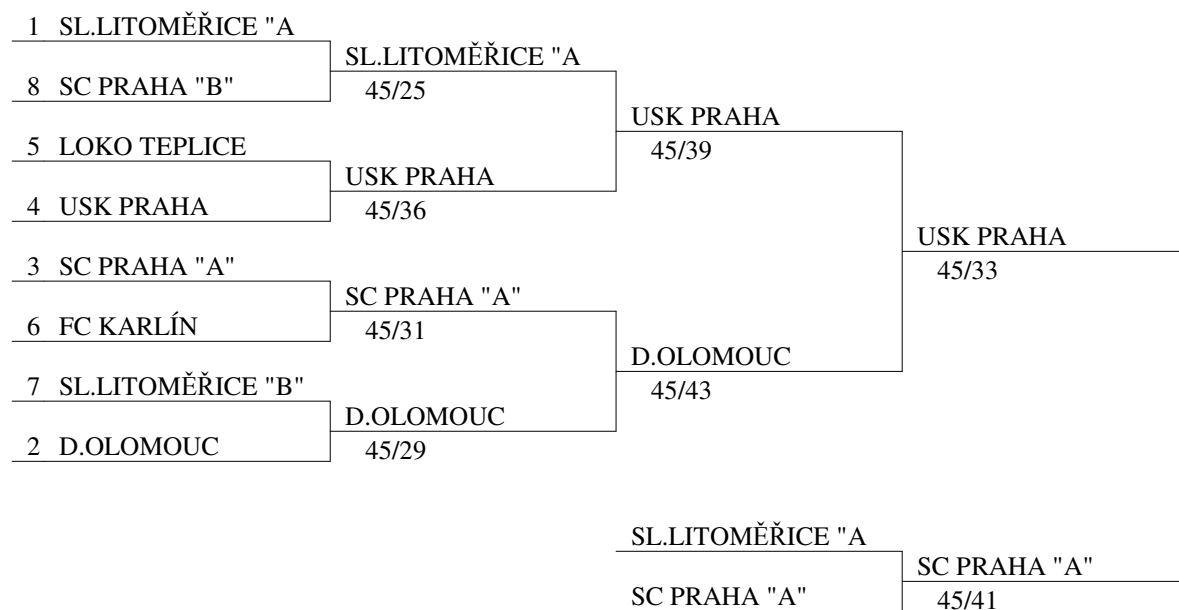 1 SL.LITOMĚŘICE "A
8 SC PRAHA "B"
5 LOKO TEPLICE
4 USK PRAHA
3 SC PRAHA "A"
6 FC KARLÍN
7 SL.LITOMĚŘICE "B"
2 D.OLOMOUC
SL.LITOMĚŘICE "A
45/25
USK PRAHA
45/36
SC PRAHA "A"
45/31
D.OLOMOUC
45/29
USK PRAHA
45/39
D.OLOMOUC
45/43
USK PRAHA
45/33
SL.LITOMĚŘICE "A
SC PRAHA "A"
SC PRAHA "A"
45/41